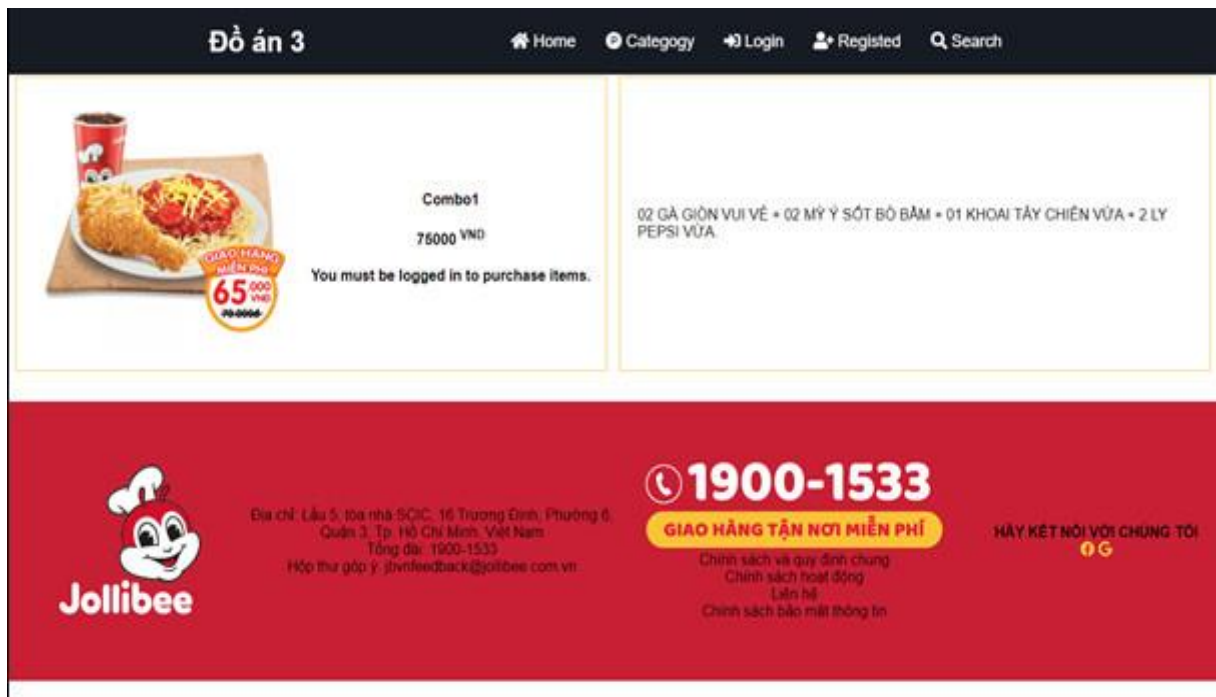 Đồ án 3
Home
Categogy
Login
Registed
Search
GIAO HÀNG
MIỄN PHÍ
65.000
VND
Combo1
75000 VND
You must be logged in to purchase items.
02 GÀ GIÒN VUI VẺ + 02 MỲ Ý SỐT BÒ BẰM + 01 KHOAI TÂY CHIÊN VỪA + 2 LY
PEPSI VỪA.
Jollibee
Địa chỉ: Lầu 5, tòa nhà SCIC, 16 Trương Định, Phường 6,
Quận 3, Tp. Hồ Chí Minh, Việt Nam
Tổng đài: 1900-1533
Hộp thư góp ý: jbvnfeedback@jollibee.com.vn
1900-1533
GIAO HÀNG TẬN NƠI MIỄN PHÍ
Chính sách và quy định chung
Chính sách hoạt động
Liên hệ
Chính sách bảo mật thông tin
HÃY KẾT NỐI VỚI CHÚNG TÔI